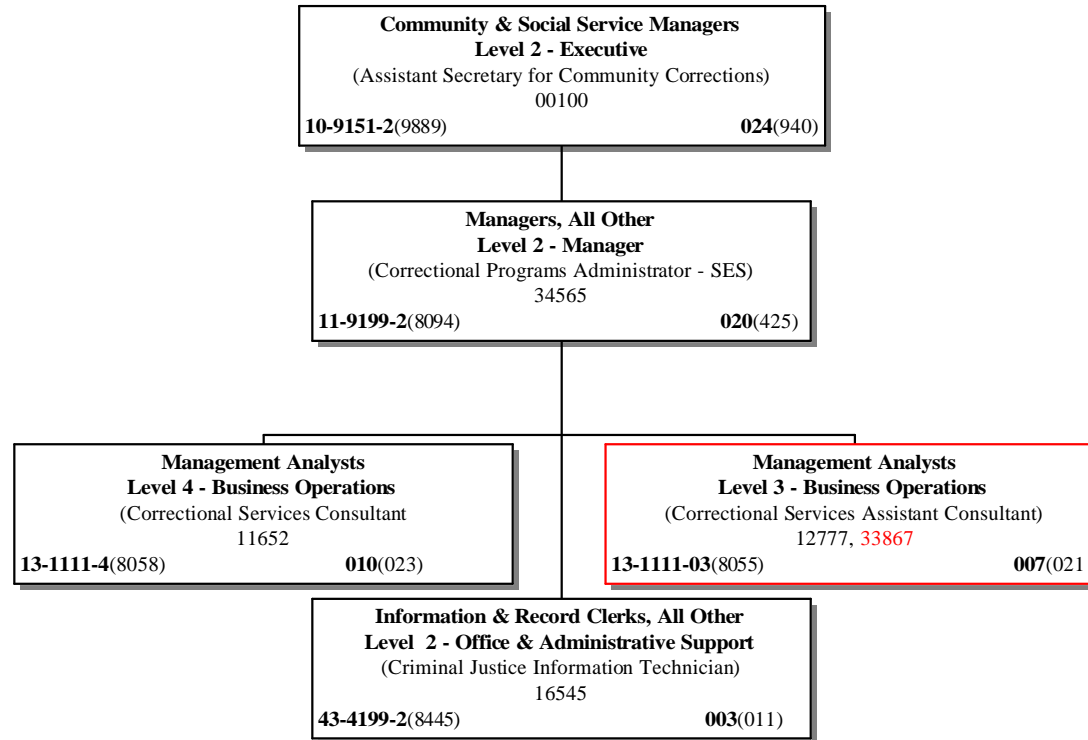 Community & Social Service Managers
Level 2 - Executive
(Assistant Secretary for Community Corrections)
00100
10-9151-2(9889) 024(940)
Managers, All Other
Level 2 - Manager
(Correctional Programs Administrator - SES)
34565
11-9199-2(8094) 020(425)
Management Analysts
Level 4 - Business Operations
(Correctional Services Consultant
11652
13-1111-4(8058) 010(023)
Management Analysts
Level 3 - Business Operations
(Correctional Services Assistant Consultant)
12777, 33867
13-1111-03(8055) 007(021
Information & Record Clerks, All Other
Level 2 - Office & Administrative Support
(Criminal Justice Information Technician)
16545
43-4199-2(8445) 003(011)